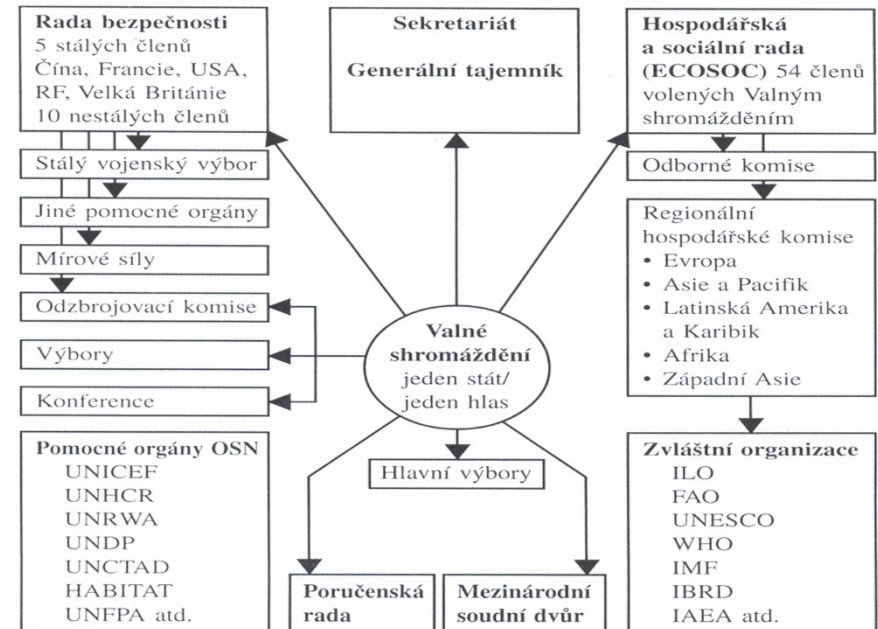 Rada bezpečnosti
5 stálých členů
Čína, Francie, USA,
RF, Velká Británie
10 nestálých členů
Stálý vojenský výbor
Jiné pomocné orgány
Mírové síly
Odzbrojovací komise
Výbory
Konference
Pomocné orgány OSN
UNICEF
UNHCR
UNRWA
UNDP
UNCTAD
HABITAT
UNFPA atd.
Sekretariát
Generální tajemník
Valné
shromáždění
jeden stát/
jeden hlas
Hlavní výbory
Poručenská
rada
Mezinárodní
soudní dvůr
Hospodářská
a sociální rada
(ECOSOC) 54 členů
volených Valným
shromážděním
Odborné komise
Regionální
hospodářské komise
• Evropa
• Asie a Pacifik
• Latinská Amerika
a Karibik
• Afrika
• Západní Asie
Zvláštní organizace
ILO
FAO
UNESCO
WHO
IMF
IBRD
IAEA atd.